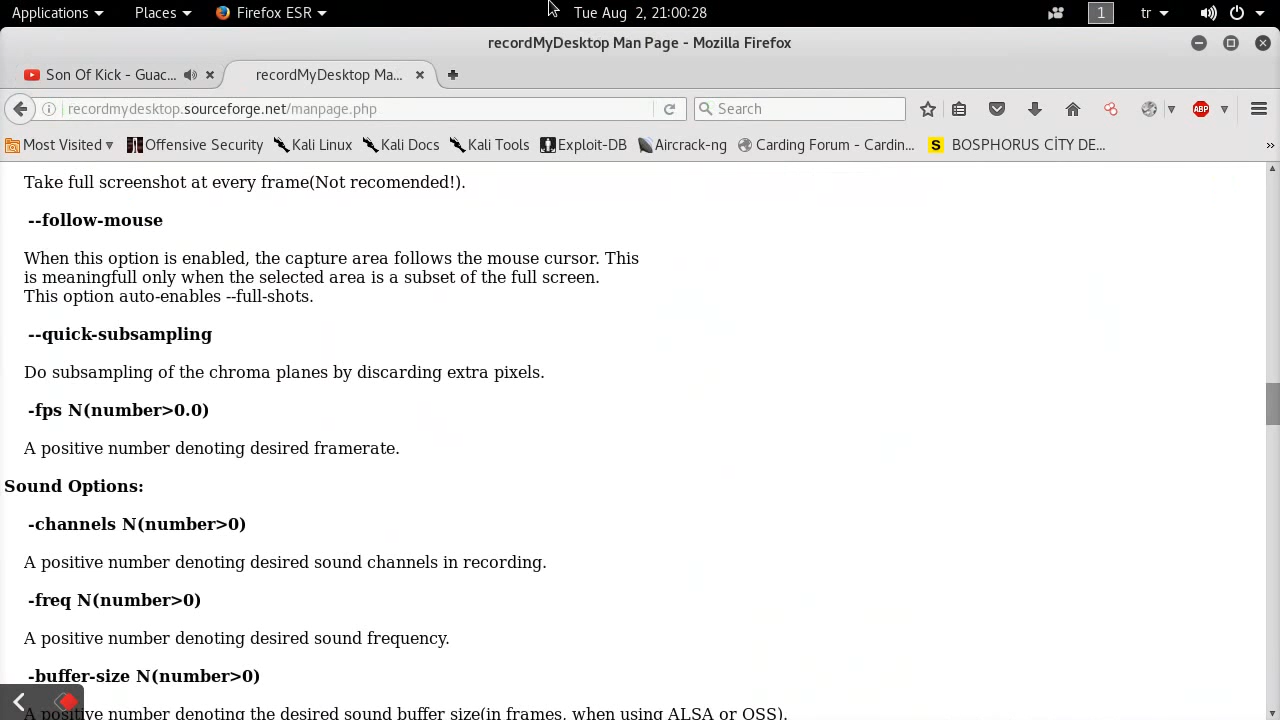 Applications Places Firefox ESR Tue Aug 2, 21:00:28 1 tr
recordMyDesktop Man Page - Mozilla Firefox
Son Of Kick - Guac... recordMyDesktop Ma...
recordmydesktop.sourceforge.net/manpage.php Search ABP
Most Visited Offensive Security Kali Linux Kali Docs Kali Tools Exploit-DB Aircrack-ng Carding Forum - Cardin... S BOSPHORUS CİTY DE... »
Take full screenshot at every frame(Not recomended!).
--follow-mouse
When this option is enabled, the capture area follows the mouse cursor. This
is meaningfull only when the selected area is a subset of the full screen.
This option auto-enables --full-shots.
--quick-subsampling
Do subsampling of the chroma planes by discarding extra pixels.
-fps N(number>0.0)
A positive number denoting desired framerate.
Sound Options:
-channels N(number>0)
A positive number denoting desired sound channels in recording.
-freq N(number>0)
A positive number denoting desired sound frequency.
-buffer-size N(number>0)
A positive number denoting the desired sound buffer size(in frames, when using ALSA or OSS).